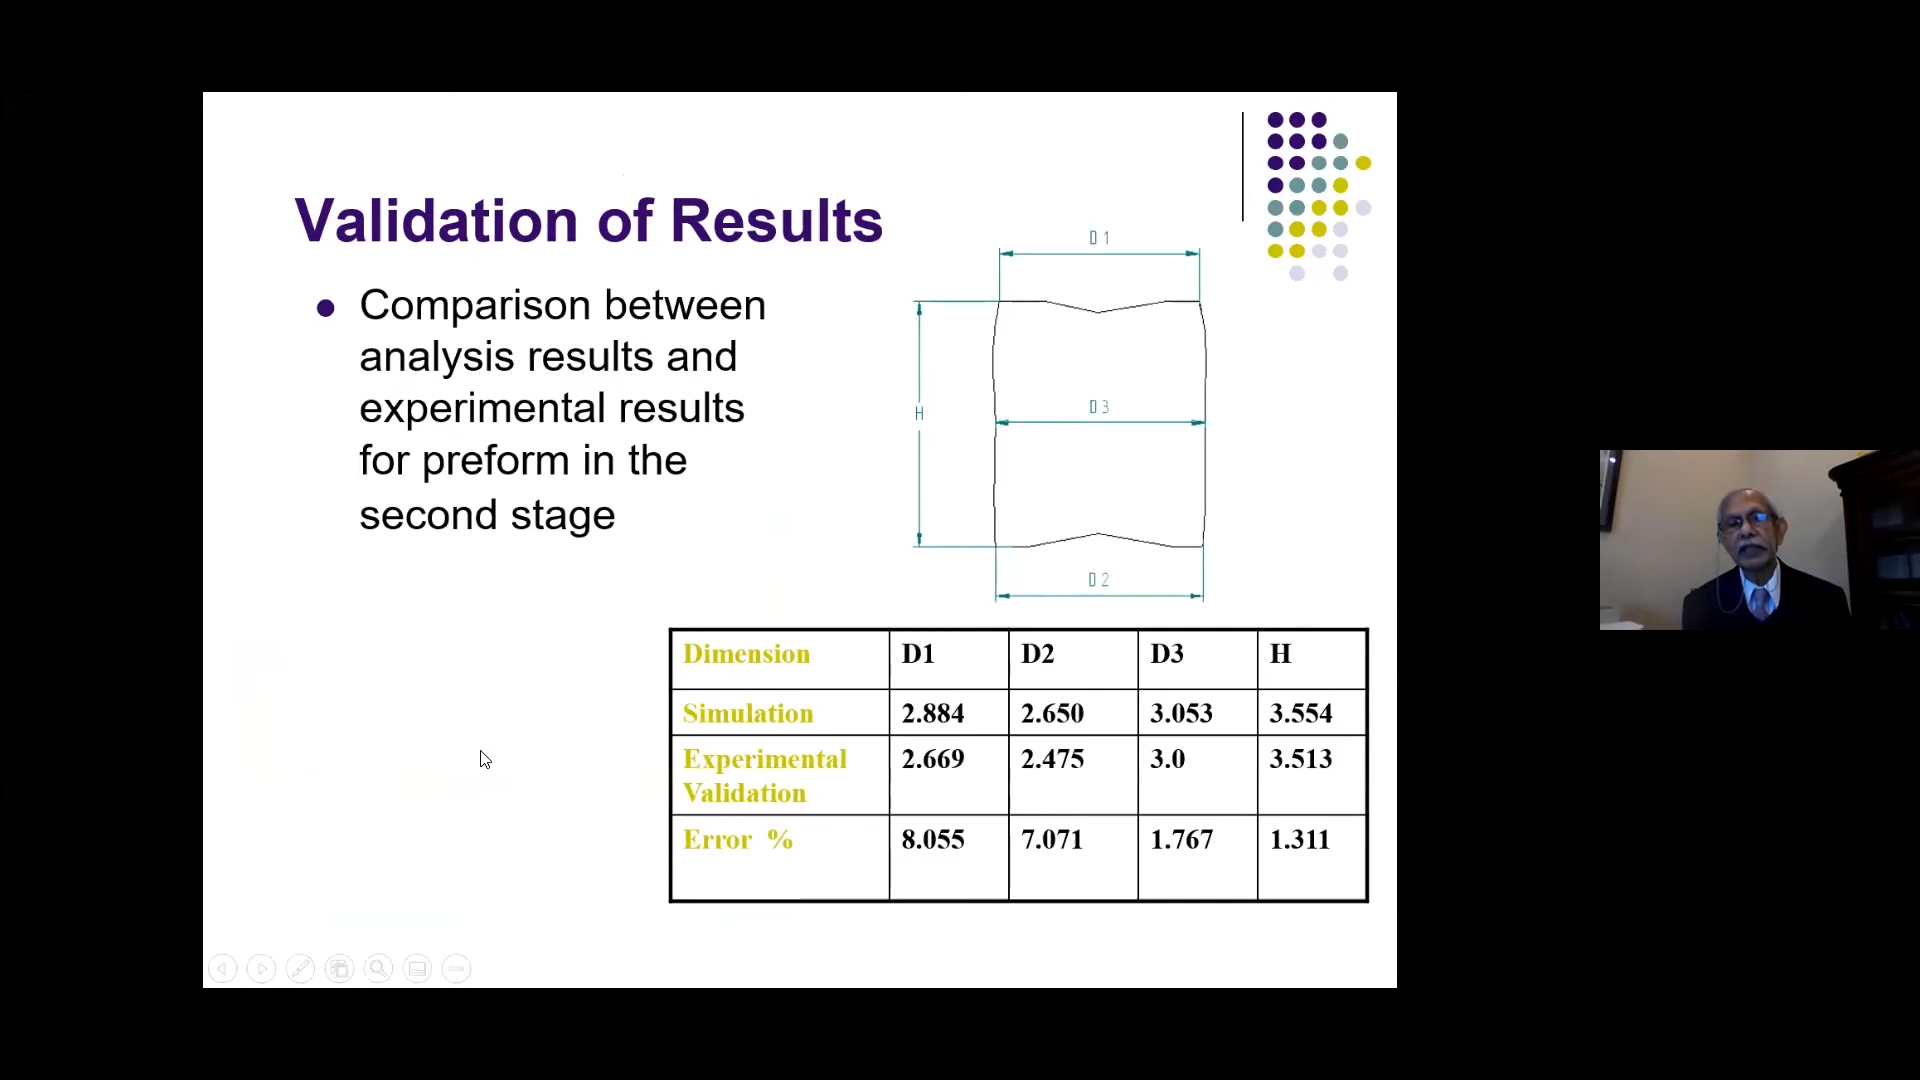 Validation of Results
Comparison between
analysis results and
experimental results
for preform in the
second stage
D1
H
D3
D2
Dimension D1 D2 D3 H
Simulation 2.884 2.650 3.053 3.554
Experimental Validation 2.669 2.475 3.0 3.513
Error % 8.055 7.071 1.767 1.311